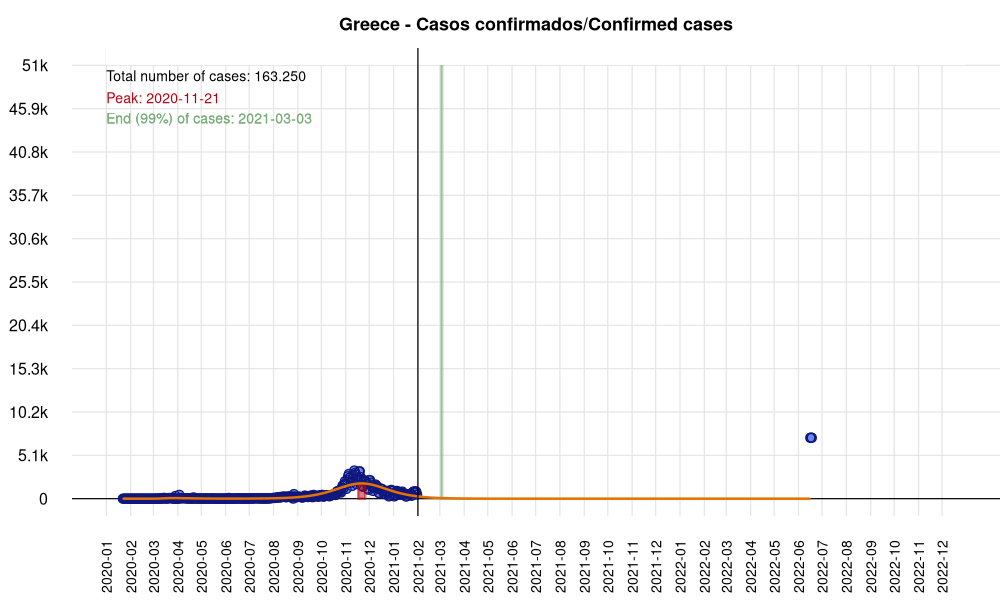 Greece - Casos confirmados/Confirmed cases
Total number of cases: 163.250
Peak: 2020-11-21
End (99%) of cases: 2021-03-03
51k
45.9k
40.8k
35.7k
30.6k
25.5k
20.4k
15.3k
10.2k
5.1k
0
2020-01
2020-02
2020-03
2020-04
2020-05
2020-06
2020-07
2020-08
2020-09
2020-10
2020-11
2020-12
2021-01
2021-02
2021-03
2021-04
2021-05
2021-06
2021-07
2021-08
2021-09
2021-10
2021-11
2021-12
2022-01
2022-02
2022-03
2022-04
2022-05
2022-06
2022-07
2022-08
2022-09
2022-10
2022-11
2022-12